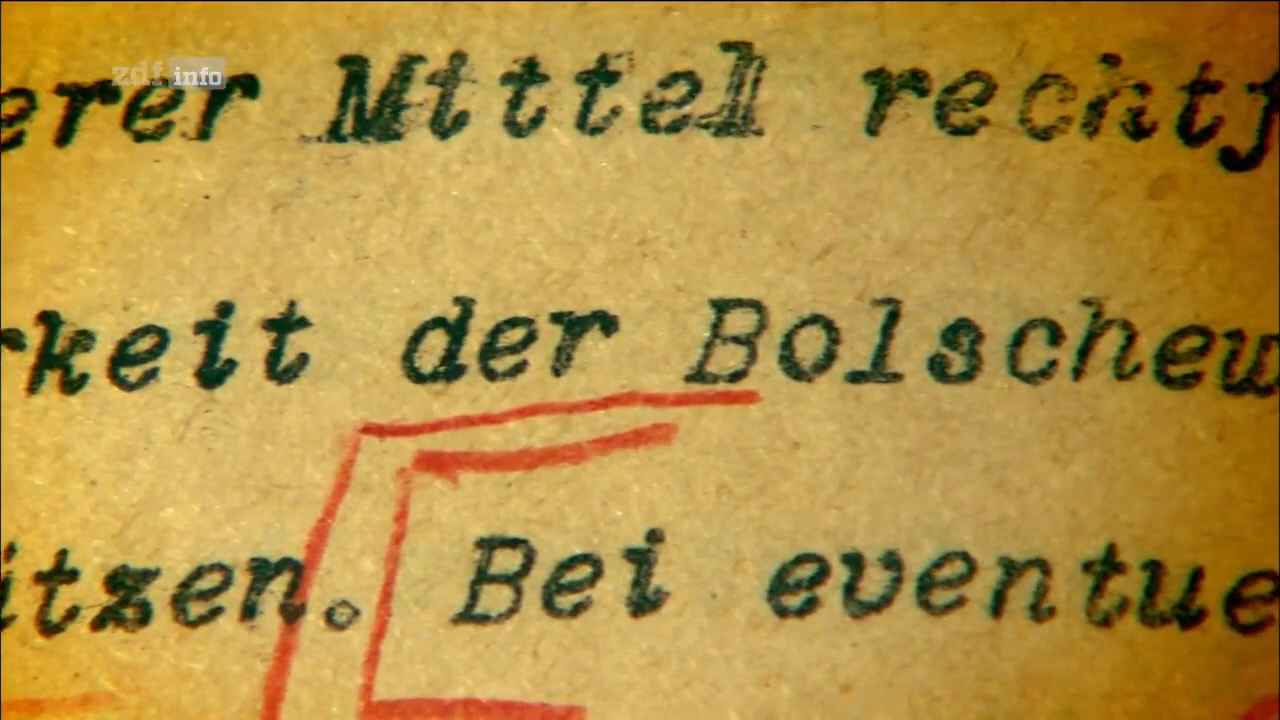 zdf info
erer Mittel rechtf
rkeit der Bolschew
itzen. Bei eventue